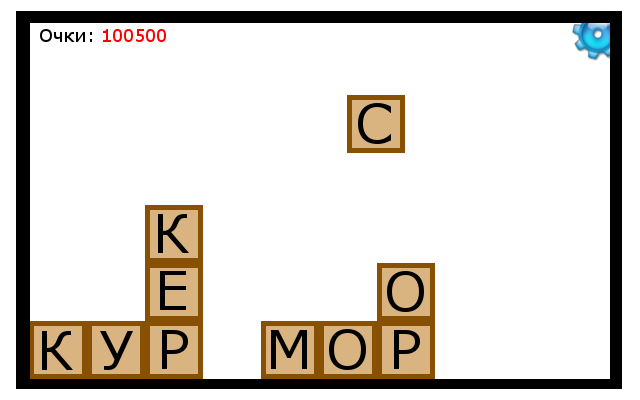 Очки: 100500
С
К
Е О
КУР МОР